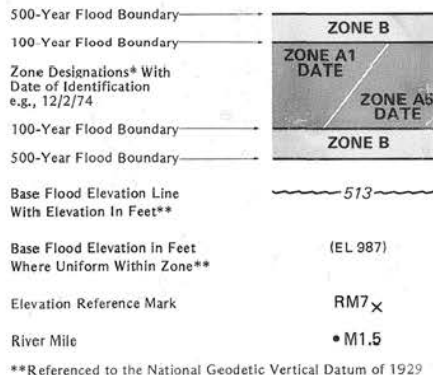 500-Year Flood Boundary
ZONE B
100-Year Flood Boundary
ZONE A1
DATE
Zone Designations* With
Date of Identification
e.g., 12/2/74
ZONE A5
DATE
100-Year Flood Boundary
ZONE B
500-Year Flood Boundary
Base Flood Elevation Line
With Elevation In Feet**
513
Base Flood Elevation in Feet
Where Uniform Within Zone**
(EL 987)
Elevation Reference Mark
RM7×
River Mile
•M1.5
**Referenced to the National Geodetic Vertical Datum of 1929